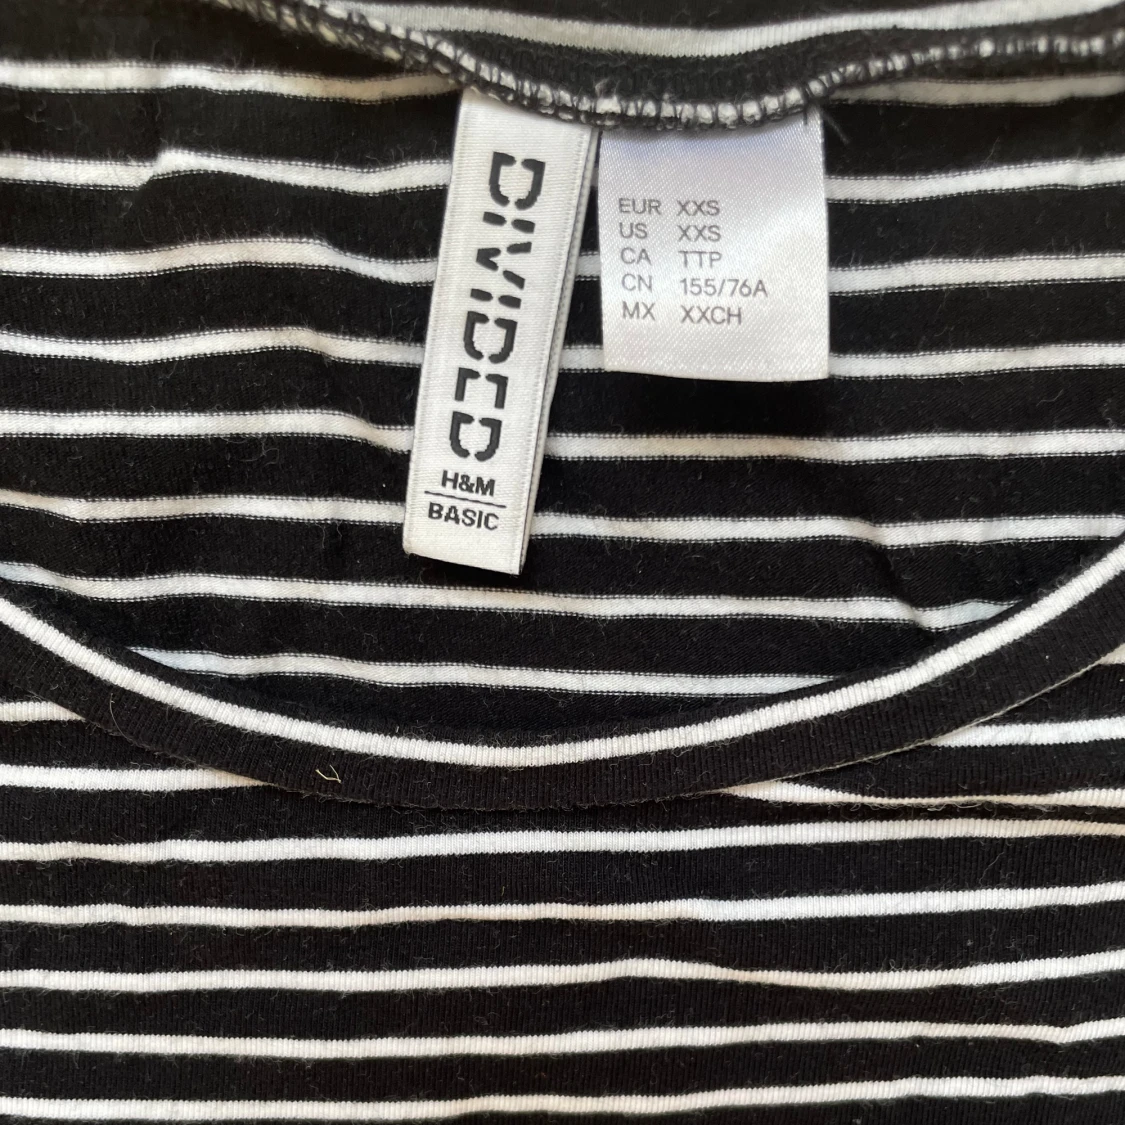 DIVIDED
H&M
BASIC
EUR XXS
US XXS
CA TTP
CN 155/76A
MX XXCH